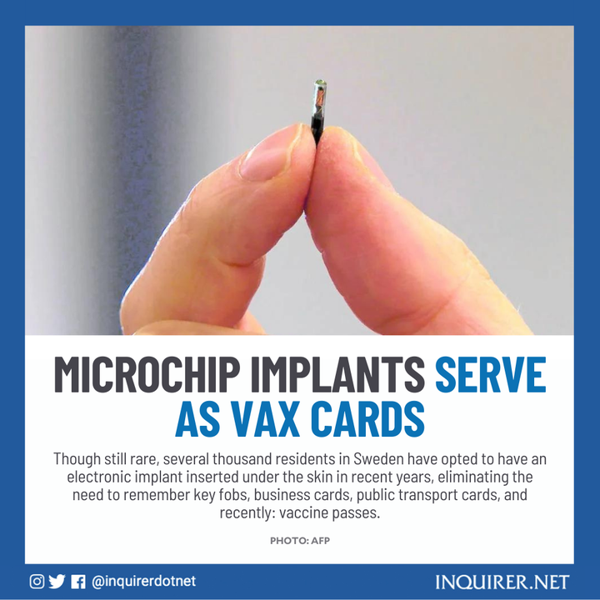 MICROCHIP IMPLANTS SERVE
AS VAX CARDS
Though still rare, several thousand residents in Sweden have opted to have an
electronic implant inserted under the skin in recent years, eliminating the
need to remember key fobs, business cards, public transport cards, and
recently: vaccine passes.
PHOTO: AFP
@inquirerdotnet
INQUIRER.NET